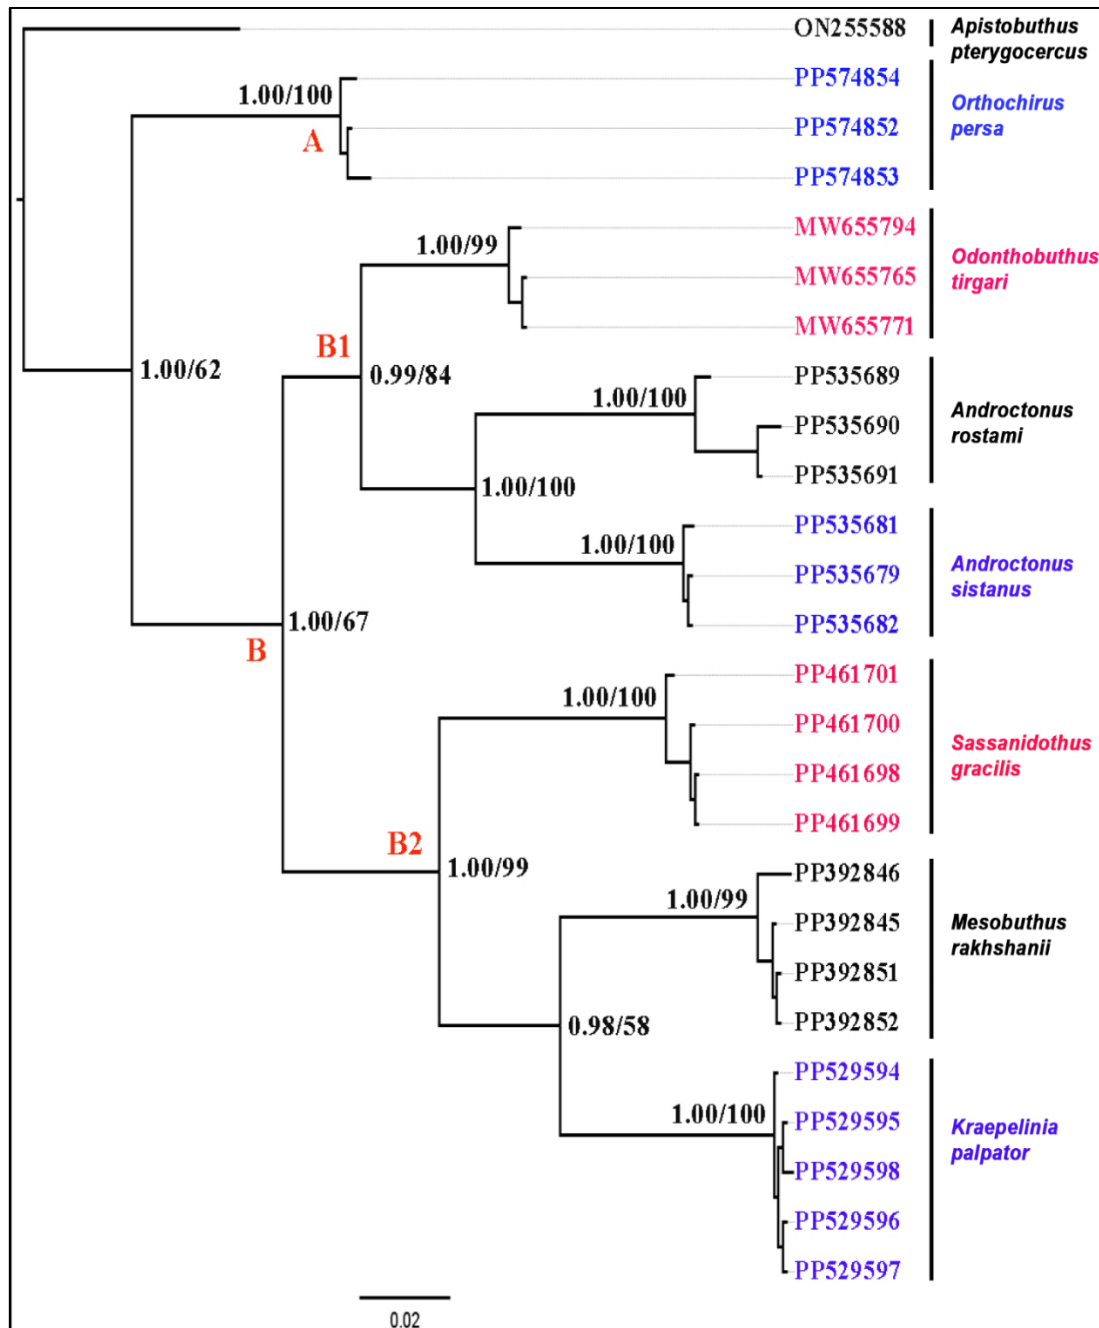 ON255588
Apistobuthus
pterygocercus
PP574854
1.00/100
Orthochirus
persa
PP574852
A
PP574853
MW655794
1.00/99
Odonthobuthus
tirgari
MW655765
MW655771
B1
1.00/62
0.99/84
PP535689
1.00/100
Androctonus
rostami
PP535690
PP535691
1.00/100
PP535681
1.00/100
Androctonus
sistanus
PP535679
PP535682
1.00/67
B
PP461701
1.00/100
PP461700
Sassanidothus
gracilis
PP461698
PP461699
B2
1.00/99
PP392846
1.00/99
PP392845
Mesobuthus
rakhshanii
PP392851
PP392852
0.98/58
PP529594
1.00/100
PP529595
Kraepelinia
palpator
PP529598
PP529596
PP529597
0.02